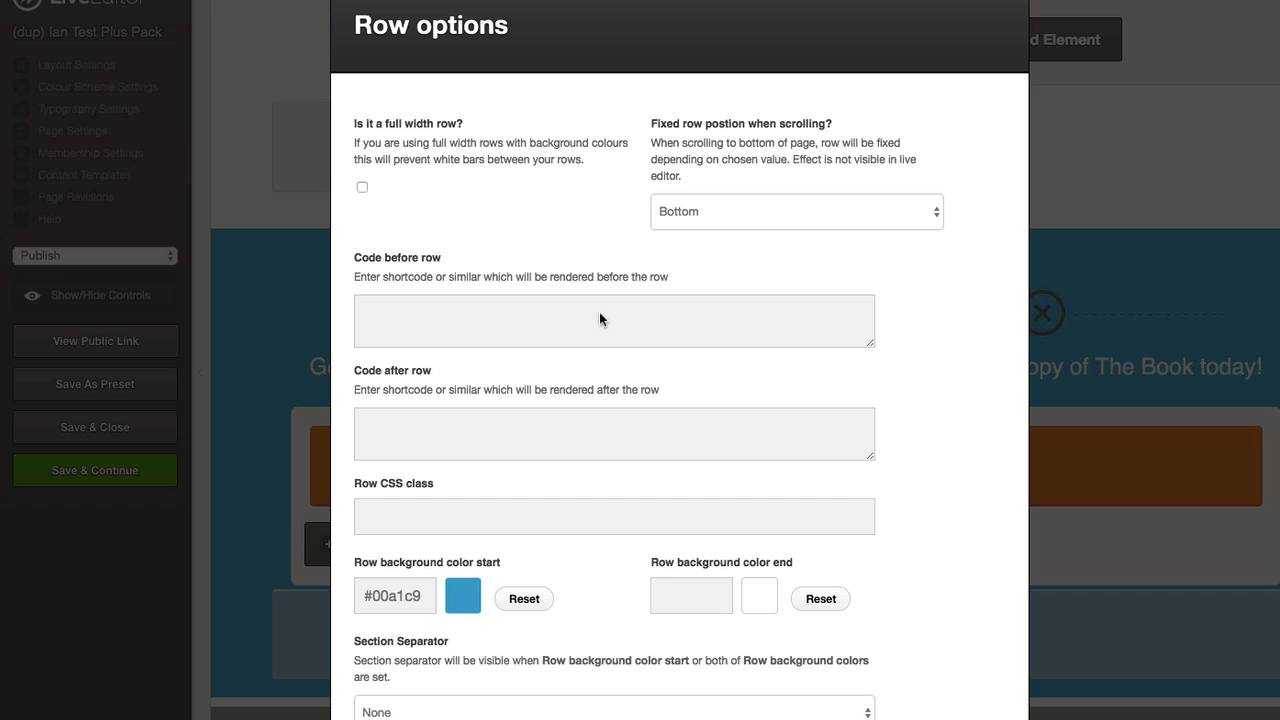 LiveEditor
Row options
(dup) Ian Test Plus Pack
d Element
Layout Settings
Colour Scheme Settings
Typography Settings
Page Settings
Membership Settings
Content Templates
Page Revisions
Help
Publish
Show/Hide Controls
View Public Link
Save As Preset
Save & Close
Save & Continue
Is it a full width row?
If you are using full width rows with background colours
this will prevent white bars between your rows.
Fixed row postion when scrolling?
When scrolling to bottom of page, row will be fixed
depending on chosen value. Effect is not visible in live
editor.
Bottom
Code before row
Enter shortcode or similar which will be rendered before the row
Code after row
Enter shortcode or similar which will be rendered after the row
G
opy of The Book today!
Row CSS class
Row background color start
#00a1c9
Reset
Row background color end
Reset
Section Separator
Section separator will be visible when Row background color start or both of Row background colors
are set.
None